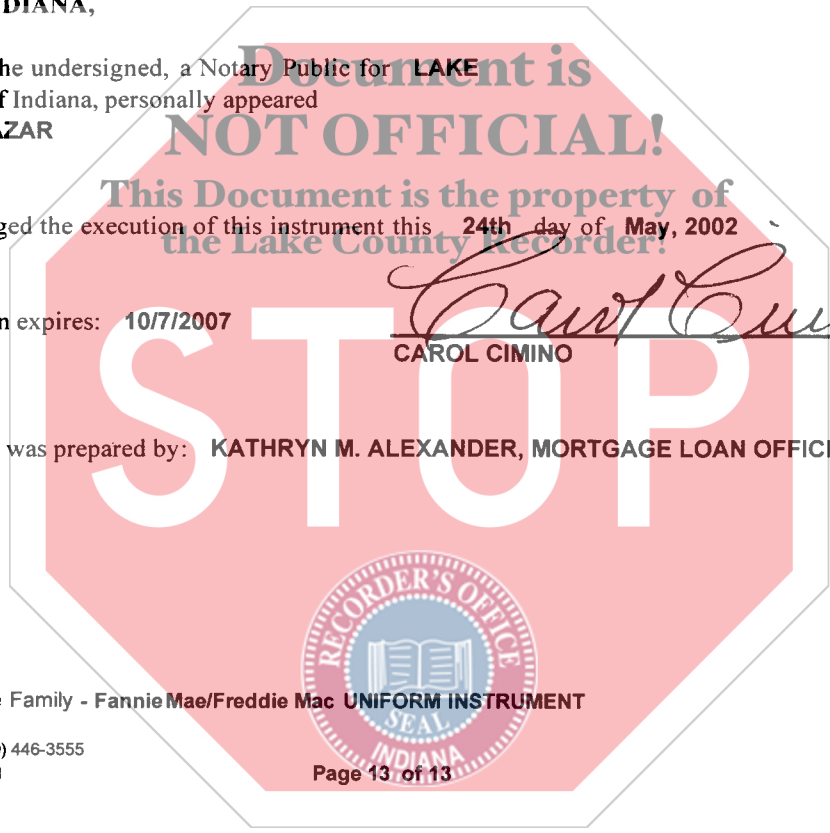 DIANA,
Document is
he undersigned, a Notary Public for LAKE
f Indiana, personally appeared
AZAR
NOT OFFICIAL!
This Document is the property of
ged the execution of this instrument this 24th day of May, 2002
the Lake County Recorder!
n expires: 10/7/2007
Carol
CAROL CIMINO
STOP
was prepared by: KATHRYN M. ALEXANDER, MORTGAGE LOAN OFFIC
RECORDER'S OFFICE
e Family - Fannie Mae/Freddie Mac UNIFORM INSTRUMENT
SEAL
) 446-3555
INDIANA
Page 13 of 13